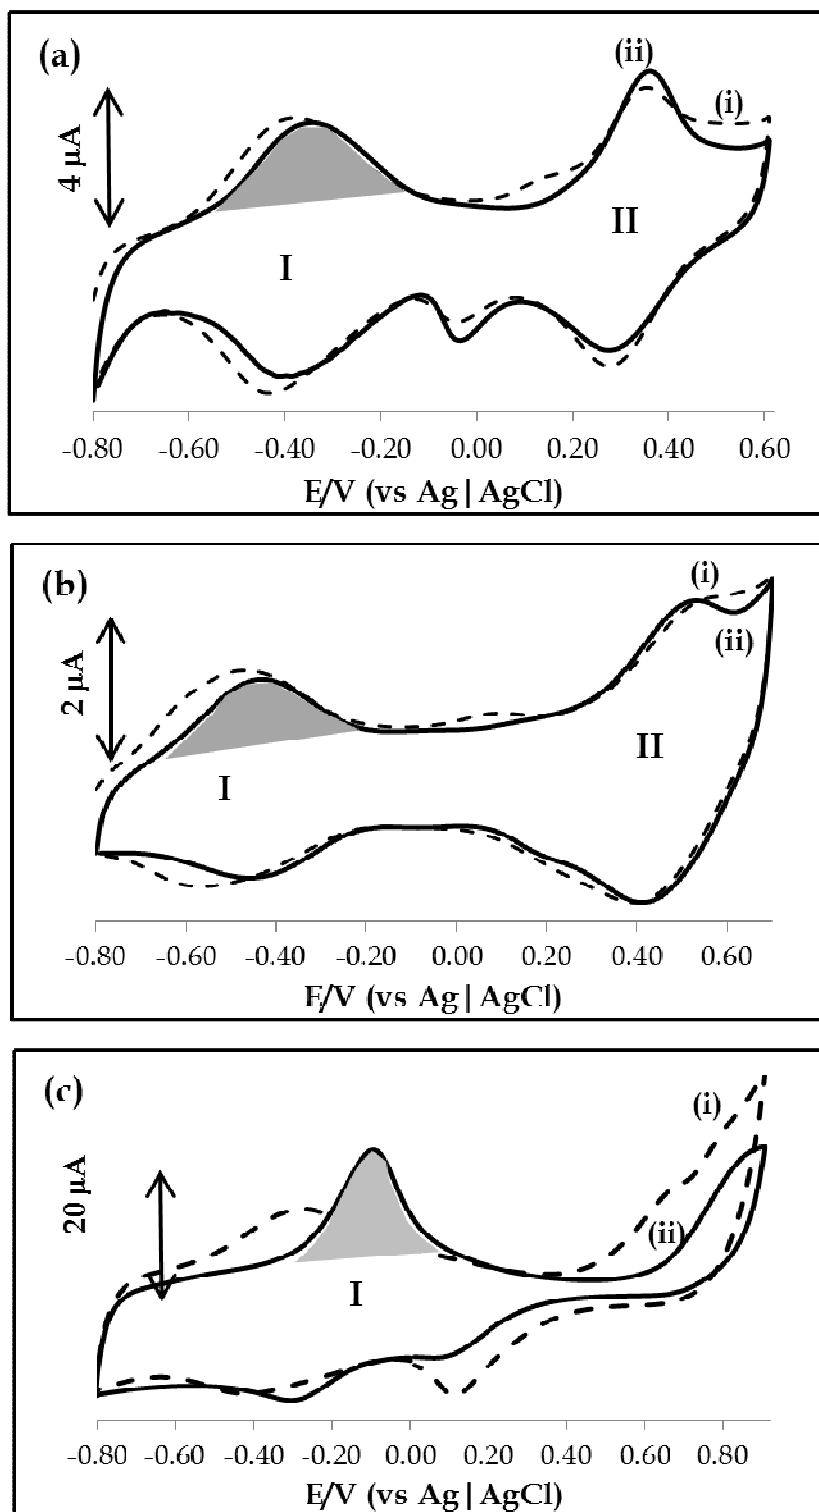 (a)
(ii)
(i)
4 µA
II
I
-0.80 -0.60 -0.40 -0.20 0.00 0.20 0.40 0.60
E/V (vs Ag|AgCl)
(b)
(i)
(ii)
2 µA
II
I
-0.80 -0.60 -0.40 -0.20 0.00 0.20 0.40 0.60
E/V (vs Ag|AgCl)
(c)
(i)
20 µA
(ii)
I
-0.80 -0.60 -0.40 -0.20 0.00 0.20 0.40 0.60 0.80
E/V (vs Ag|AgCl)